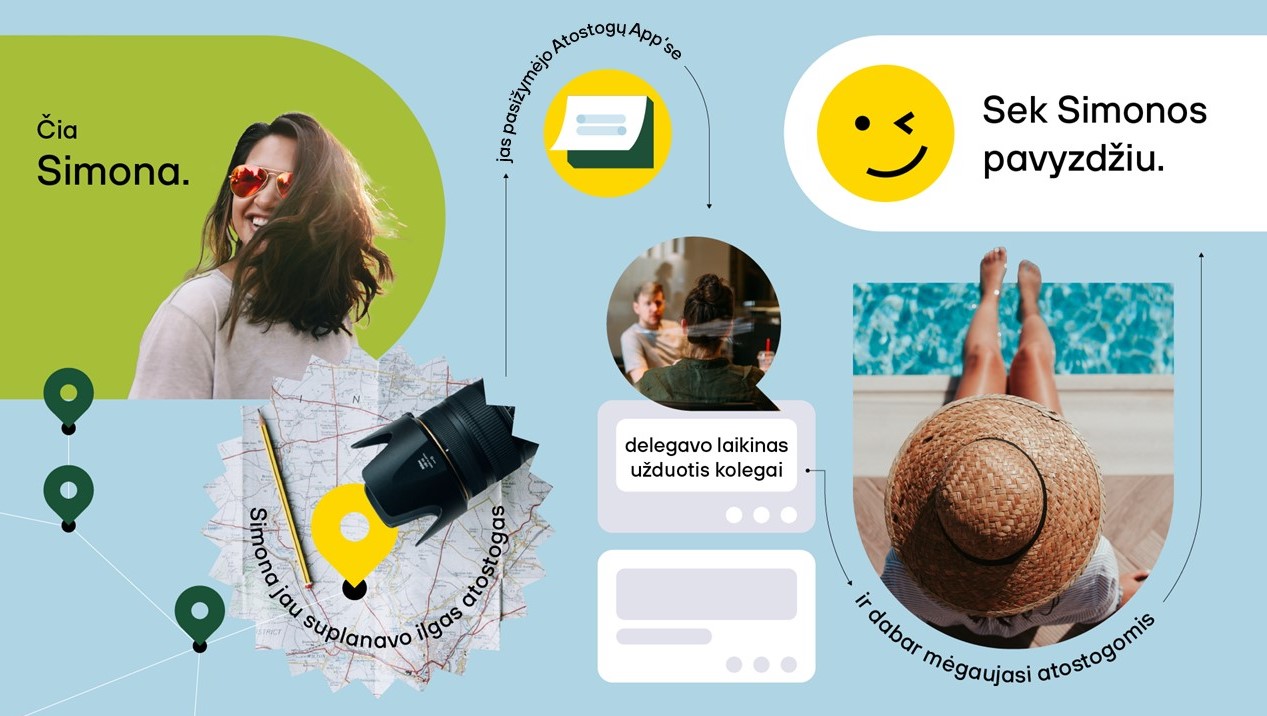 Čia
Simona.
Simona jau suplanavo ilgas atostogas
jas pasižymėjo Atostogų App'se
delegavo laikinas
užduotis kolegai
ir dabar mėgaujasi atostogomis
Sek Simonos
pavyzdžiu.